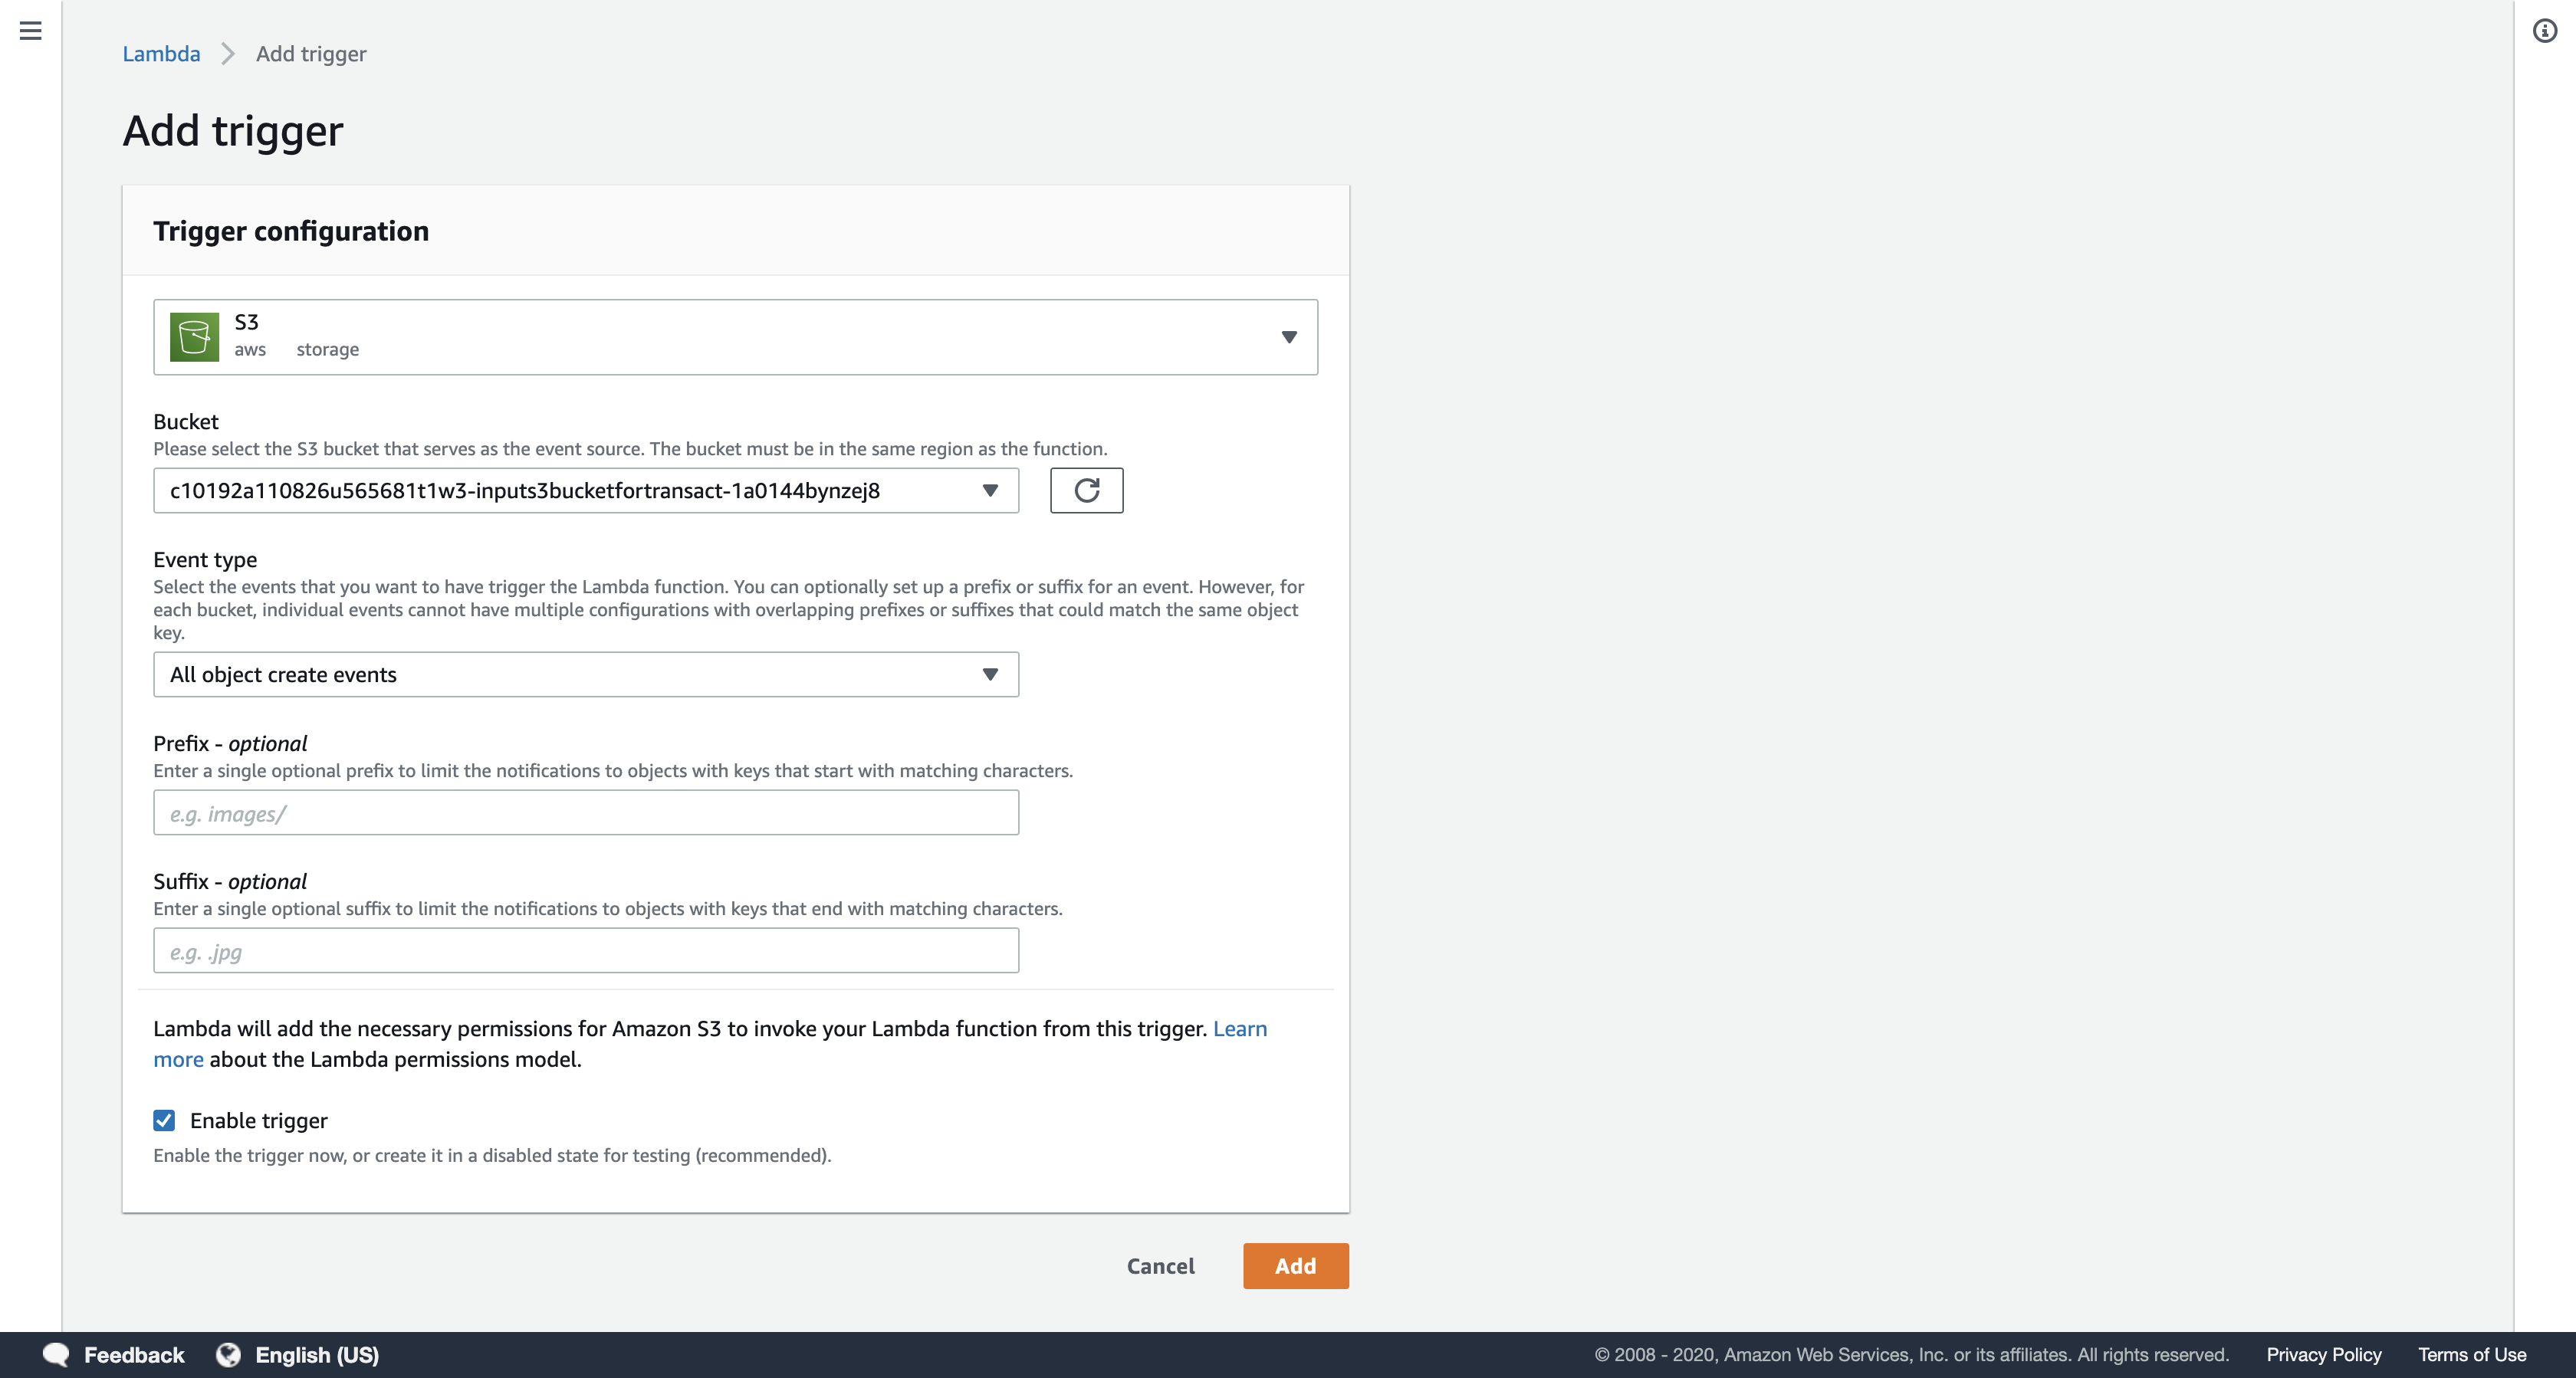 Lambda
Add trigger
Add trigger
Trigger configuration
S3
aws storage
Bucket
Please select the S3 bucket that serves as the event source. The bucket must be in the same region as the function.
c10192a110826u565681t1w3-inputs3bucketfortransact-1a0144bynzej8
Event type
Select the events that you want to have trigger the Lambda function. You can optionally set up a prefix or suffix for an event. However, for
each bucket, individual events cannot have multiple configurations with overlapping prefixes or suffixes that could match the same object
key.
All object create events
Prefix - optional
Enter a single optional prefix to limit the notifications to objects with keys that start with matching characters.
e.g. images/
Suffix - optional
Enter a single optional suffix to limit the notifications to objects with keys that end with matching characters.
e.g. .jpg
Lambda will add the necessary permissions for Amazon S3 to invoke your Lambda function from this trigger. Learn
more about the Lambda permissions model.
Enable trigger
Enable the trigger now, or create it in a disabled state for testing (recommended).
Cancel Add
Feedback English (US) © 2008 - 2020, Amazon Web Services, Inc. or its affiliates. All rights reserved. Privacy Policy Terms of Use